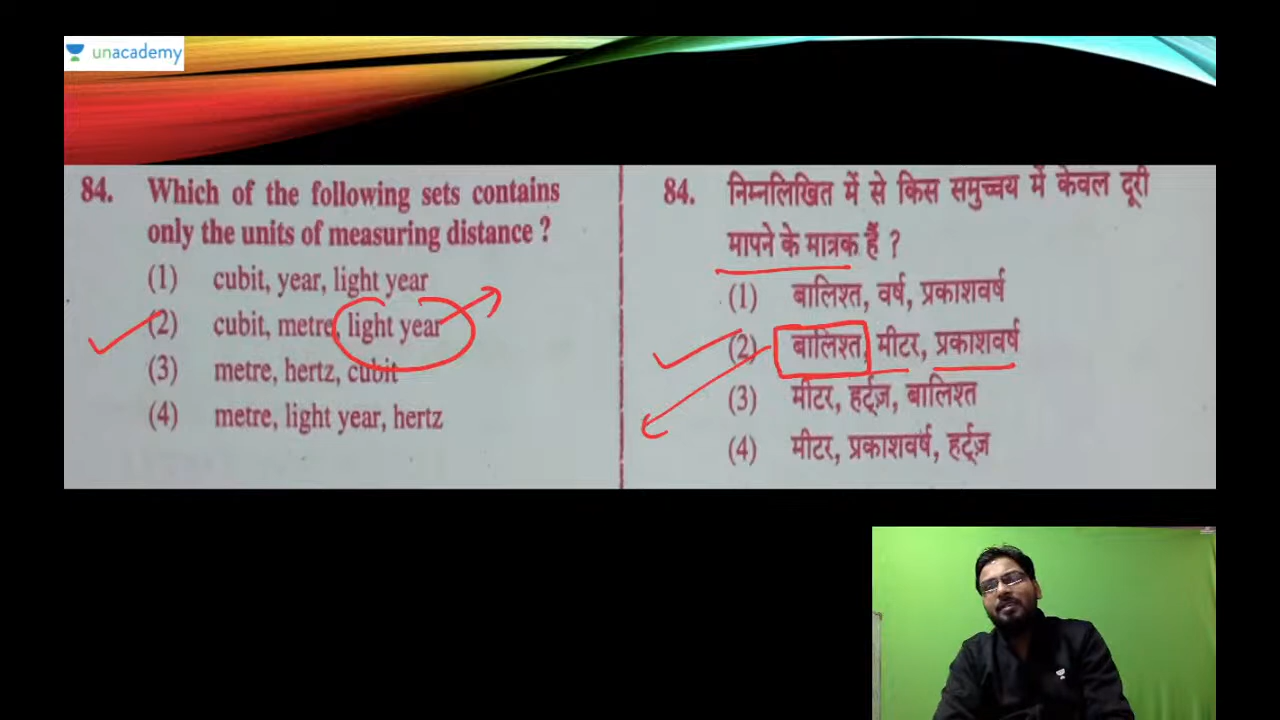 unacademy
84. Which of the following sets contains
only the units of measuring distance ?
(1) cubit, year, light year
(2) cubit, metre, light year
(3) metre, hertz, cubit
(4) metre, light year, hertz
84. निम्नलिखित में से किस समुच्चय में केवल दूरी
मापने के मात्रक हैं ?
(1) बालिश्त, वर्ष, प्रकाशवर्ष
(2) बालिश्त, मीटर, प्रकाशवर्ष
(3) मीटर, हर्ट्ज़, बालिश्त
(4) मीटर, प्रकाशवर्ष, हर्ट्ज़